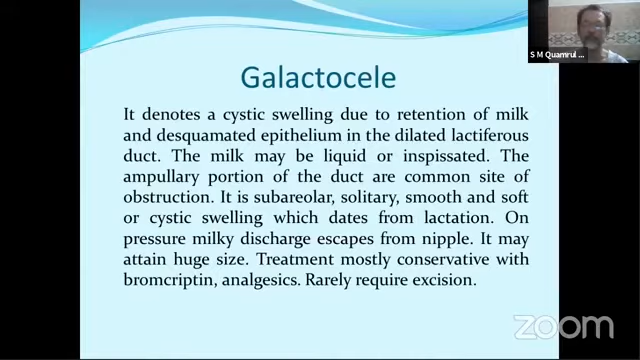 S M Quamrul ...
Galactocele
It denotes a cystic swelling due to retention of milk
and desquamated epithelium in the dilated lactiferous
duct. The milk may be liquid or inspissated. The
ampullary portion of the duct are common site of
obstruction. It is subareolar, solitary, smooth and soft
or cystic swelling which dates from lactation. On
pressure milky discharge escapes from nipple. It may
attain huge size. Treatment mostly conservative with
bromcriptin, analgesics. Rarely require excision.
zoom